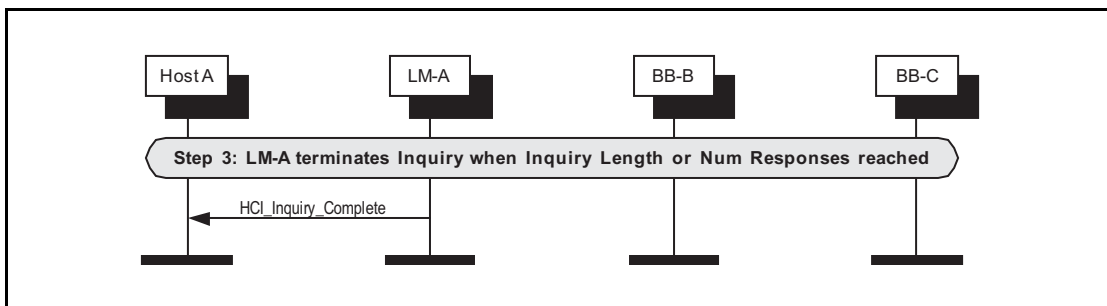 Host A
LM-A
BB-B
BB-C
Step 3: LM-A terminates Inquiry when Inquiry Length or Num Responses reached
HCI_Inquiry_Complete